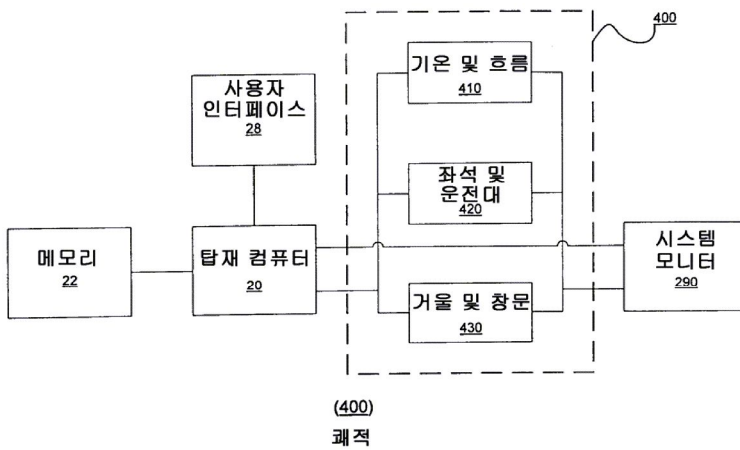 400
기온 및 흐름
410
사용자
인터페이스
28
좌석 및
운전대
420
메모리
22
탑재 컴퓨터
20
시스템
모니터
290
거울 및 창문
430
(400)
쾌적